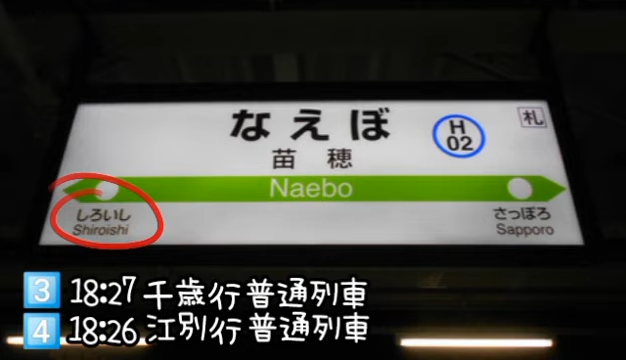 なえぼ
苗穂
H
02
札
Naebo
しろいし
Shiroishi
さっぽろ
Sapporo
3 18:27 千歳行普通列車
4 18:26 江別行普通列車